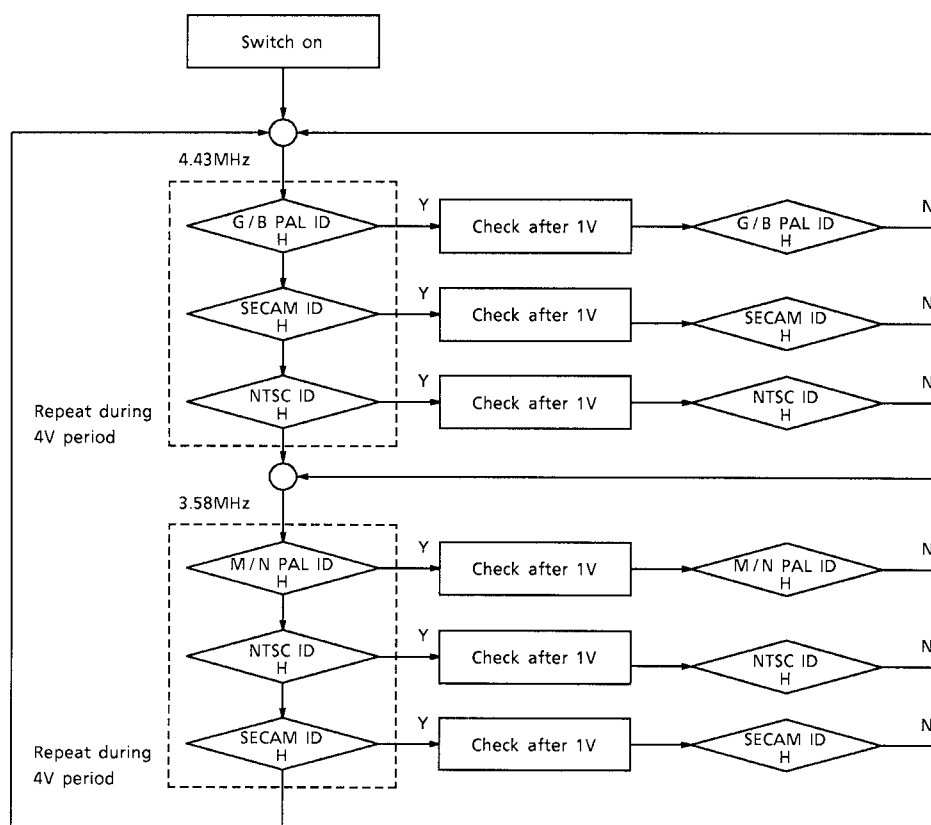 Switch on
4.43MHz
G/B PAL ID
H
Y
Check after 1V
G/B PAL ID
H
N
SECAM ID
H
Y
Check after 1V
SECAM ID
H
N
NTSC ID
H
Y
Check after 1V
NTSC ID
H
N
Repeat during
4V period
3.58MHz
M/N PAL ID
H
Y
Check after 1V
M/N PAL ID
H
N
NTSC ID
H
Y
Check after 1V
NTSC ID
H
N
SECAM ID
H
Y
Check after 1V
SECAM ID
H
N
Repeat during
4V period